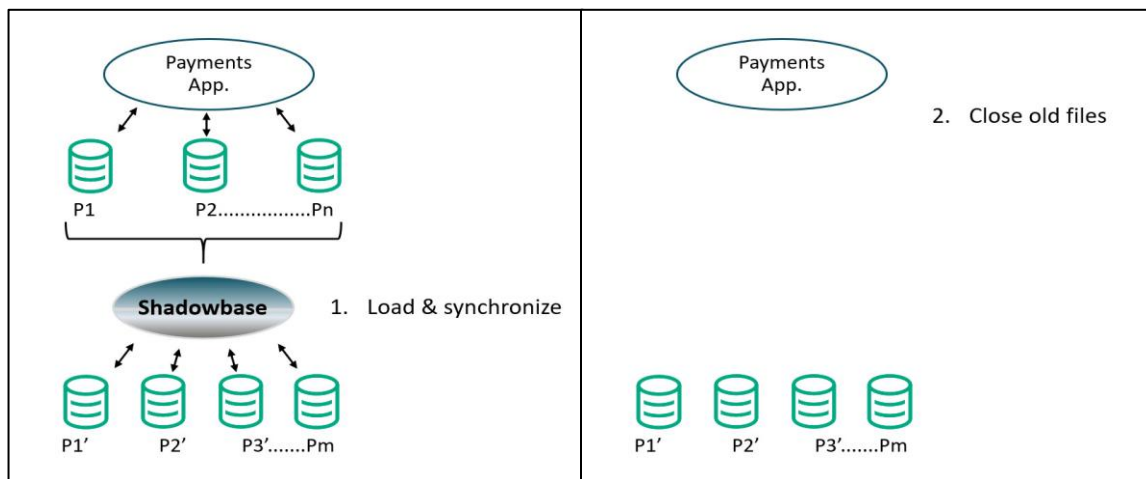 Payments
App.
P1
P2..................Pn
Shadowbase
1. Load & synchronize
P1′
P2′
P3′.......Pm
Payments
App.
2. Close old files
P1′
P2′
P3′.......Pm